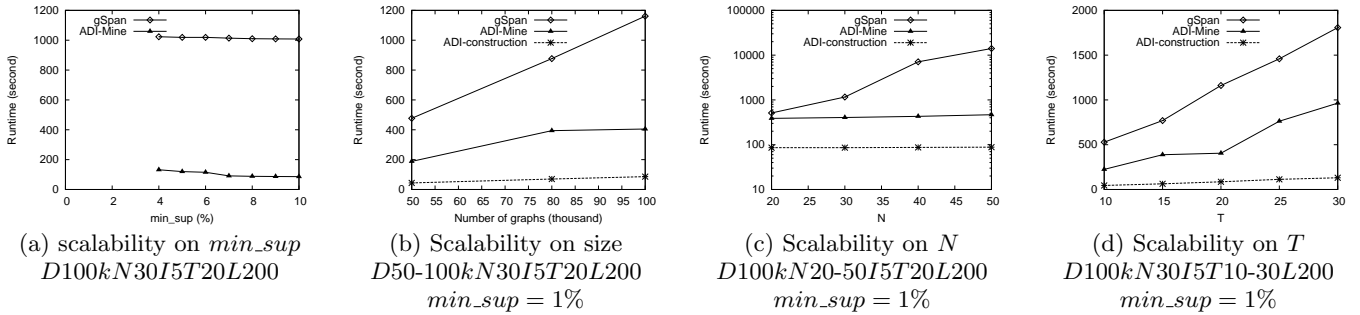 gSpan
ADI-Mine
1200
1000
800
600
400
200
0
0 2 4 6 8 10
Runtime (second)
min_sup (%)
(a) scalability on min_sup
D100kN30I5T20L200
gSpan
ADI-Mine
ADI-construction
1200
1000
800
600
400
200
0
50 55 60 65 70 75 80 85 90 95 100
Runtime (second)
Number of graphs (thousand)
(b) Scalability on size
D50-100kN30I5T20L200
min_sup = 1%
gSpan
ADI-Mine
ADI-construction
100000
10000
1000
100
10
20 25 30 35 40 45 50
Runtime (second)
N
(c) Scalability on N
D100kN20-50I5T20L200
min_sup = 1%
gSpan
ADI-Mine
ADI-construction
2000
1500
1000
500
0
10 15 20 25 30
Runtime (second)
T
(d) Scalability on T
D100kN30I5T10-30L200
min_sup = 1%